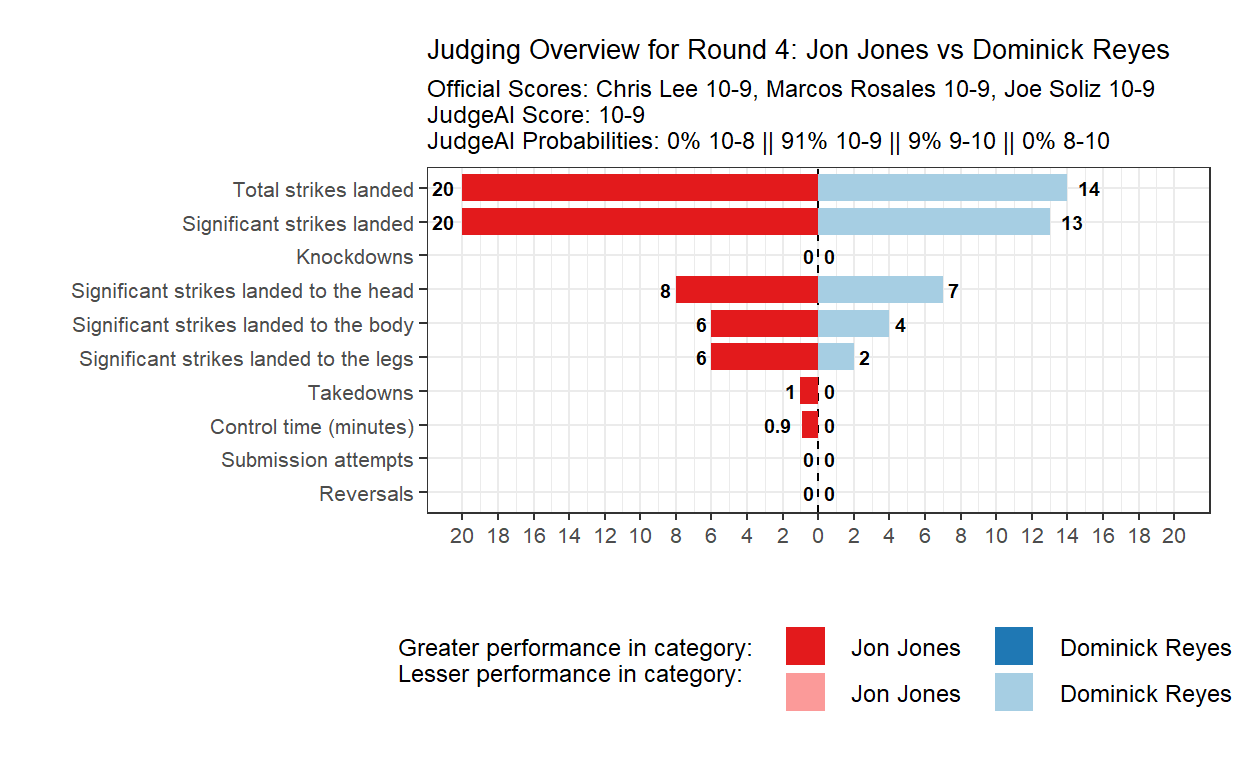 Judging Overview for Round 4: Jon Jones vs Dominick Reyes
Official Scores: Chris Lee 10-9, Marcos Rosales 10-9, Joe Soliz 10-9
JudgeAI Score: 10-9
JudgeAI Probabilities: 0% 10-8 || 91% 10-9 || 9% 9-10 || 0% 8-10
Total strikes landed 20 14
Significant strikes landed 20 13
Knockdowns 0 0
Significant strikes landed to the head 8 7
Significant strikes landed to the body 6 4
Significant strikes landed to the legs 6 2
Takedowns 1 0
Control time (minutes) 0.9 0
Submission attempts 0 0
Reversals 0 0
20 18 16 14 12 10 8 6 4 2 0 2 4 6 8 10 12 14 16 18 20
Greater performance in category: Jon Jones Dominick Reyes
Lesser performance in category: Jon Jones Dominick Reyes